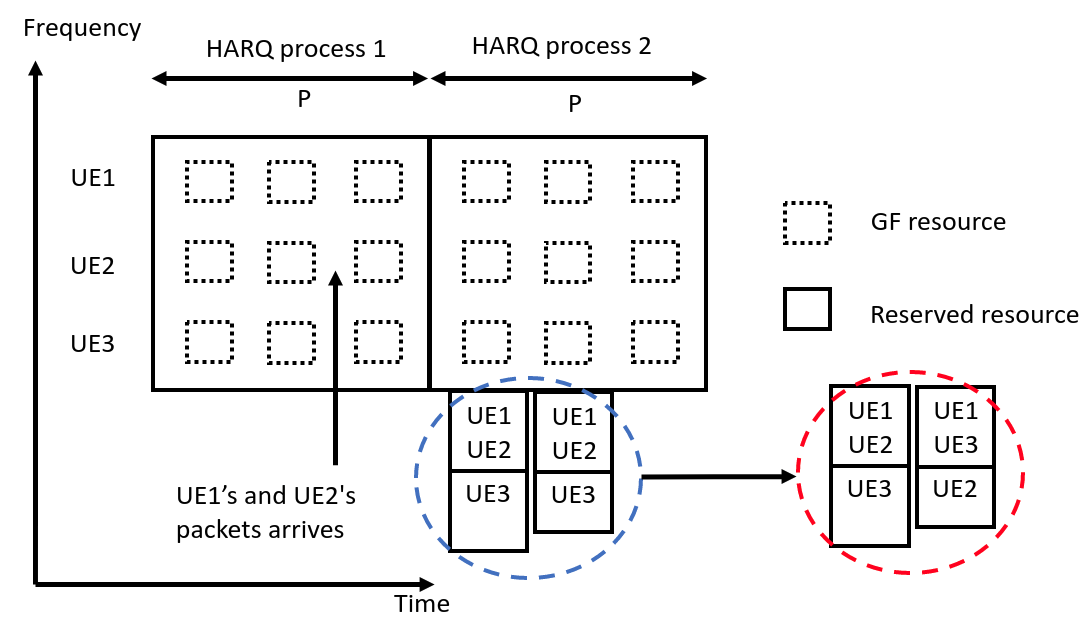 Frequency
HARQ process 1
HARQ process 2
P
P
UE1
UE2
UE3
GF resource
Reserved resource
UE1
UE2
UE3
UE1
UE2
UE3
UE1
UE2
UE3
UE1
UE3
UE2
UE1’s and UE2's
packets arrives
Time